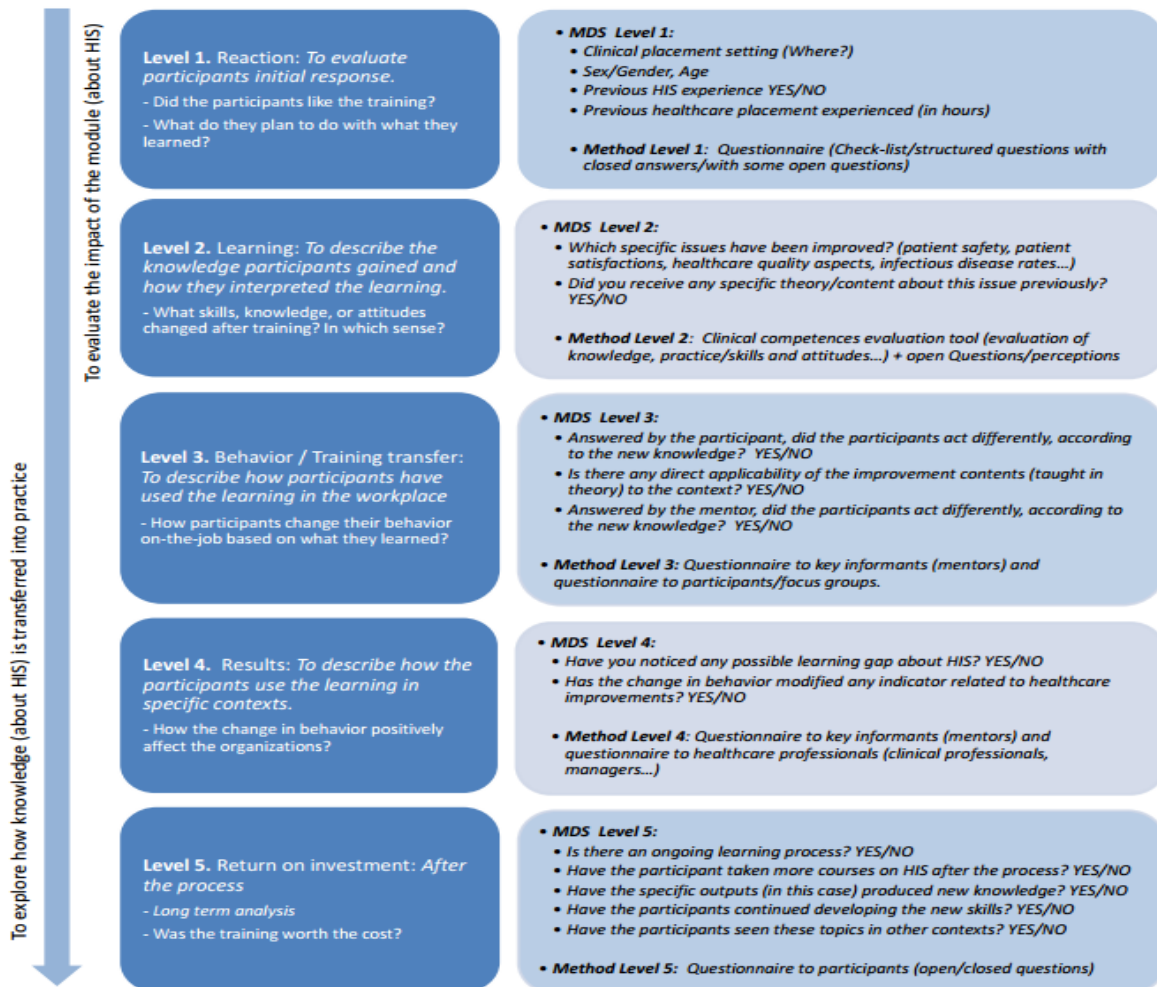 To evaluate the impact of the module (about HIS)
To explore how knowledge (about HIS) is transferred into practice
Level 1. Reaction: To evaluate
participants initial response.
- Did the participants like the training?
- What do they plan to do with what they
learned?
• MDS Level 1:
• Clinical placement setting (Where?)
• Sex/Gender, Age
• Previous HIS experience YES/NO
• Previous healthcare placement experienced (in hours)
• Method Level 1: Questionnaire (Check-list/structured questions with
closed answers/with some open questions)
Level 2. Learning: To describe the
knowledge participants gained and
how they interpreted the learning.
- What skills, knowledge, or attitudes
changed after training? In which sense?
• MDS Level 2:
• Which specific issues have been improved? (patient safety, patient
satisfactions, healthcare quality aspects, infectious disease rates...)
• Did you receive any specific theory/content about this issue previously?
YES/NO
• Method Level 2: Clinical competences evaluation tool (evaluation of
knowledge, practice/skills and attitudes...) + open Questions/perceptions
Level 3. Behavior / Training transfer:
To describe how participants have
used the learning in the workplace
- How participants change their behavior
on-the-job based on what they learned?
• MDS Level 3:
• Answered by the participant, did the participants act differently, according
to the new knowledge? YES/NO
• Is there any direct applicability of the improvement contents (taught in
theory) to the context? YES/NO
• Answered by the mentor, did the participants act differently, according to
the new knowledge? YES/NO
• Method Level 3: Questionnaire to key informants (mentors) and
questionnaire to participants/focus groups.
Level 4. Results: To describe how the
participants use the learning in
specific contexts.
- How the change in behavior positively
affect the organizations?
• MDS Level 4:
• Have you noticed any possible learning gap about HIS? YES/NO
• Has the change in behavior modified any indicator related to healthcare
improvements? YES/NO
• Method Level 4: Questionnaire to key informants (mentors) and
questionnaire to healthcare professionals (clinical professionals,
managers...)
Level 5. Return on investment: After
the process
- Long term analysis
- Was the training worth the cost?
• MDS Level 5:
• Is there an ongoing learning process? YES/NO
• Have the participant taken more courses on HIS after the process? YES/NO
• Have the specific outputs (in this case) produced new knowledge? YES/NO
• Have the participants continued developing the new skills? YES/NO
• Have the participants seen these topics in other contexts? YES/NO
• Method Level 5: Questionnaire to participants (open/closed questions)